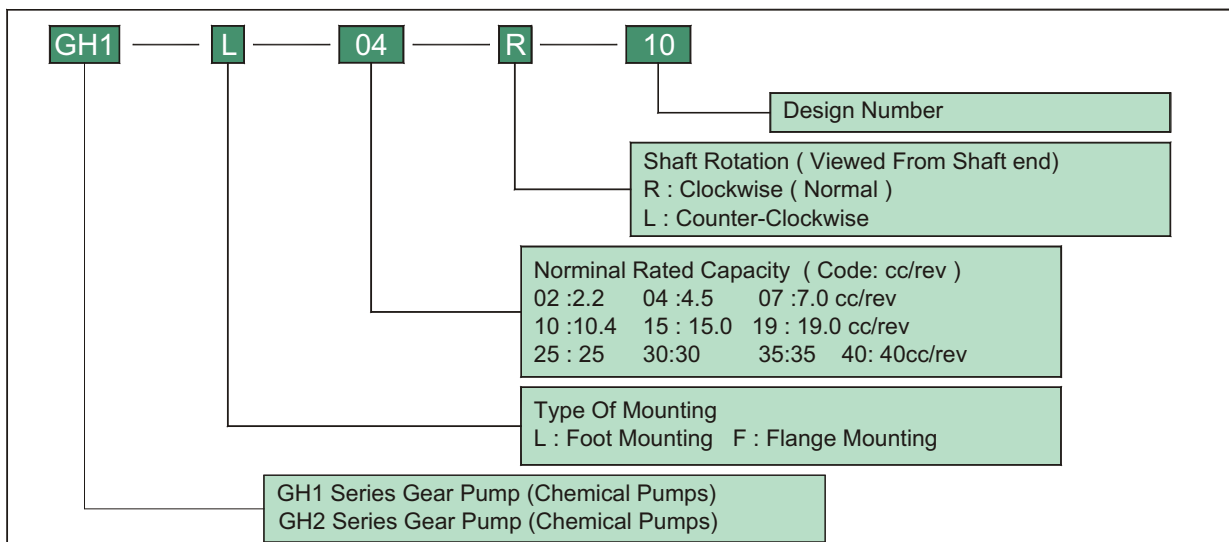 GH1 L 04 R 10
Design Number
Shaft Rotation ( Viewed From Shaft end)
R : Clockwise ( Normal )
L : Counter-Clockwise
Norminal Rated Capacity ( Code: cc/rev )
02 :2.2 04 :4.5 07 :7.0 cc/rev
10 :10.4 15 : 15.0 19 : 19.0 cc/rev
25 : 25 30:30 35:35 40: 40cc/rev
Type Of Mounting
L : Foot Mounting F : Flange Mounting
GH1 Series Gear Pump (Chemical Pumps)
GH2 Series Gear Pump (Chemical Pumps)